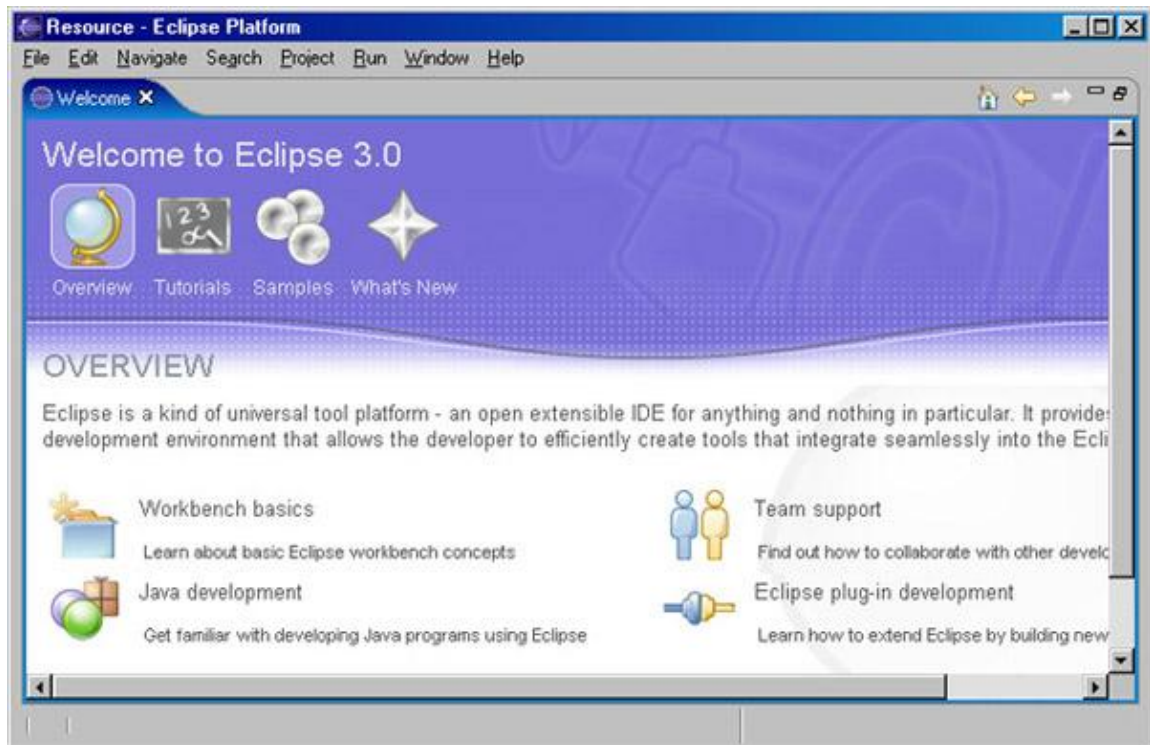 Resource - Eclipse Platform
File Edit Navigate Search Project Run Window Help
Welcome
Welcome to Eclipse 3.0
123
Overview Tutorials Samples What's New
OVERVIEW
Eclipse is a kind of universal tool platform - an open extensible IDE for anything and nothing in particular. It provide
development environment that allows the developer to efficiently create tools that integrate seamlessly into the Ecli
Workbench basics
Learn about basic Eclipse workbench concepts
Team support
Find out how to collaborate with other develo
Java development
Get familiar with developing Java programs using Eclipse
Eclipse plug-in development
Learn how to extend Eclipse by building new